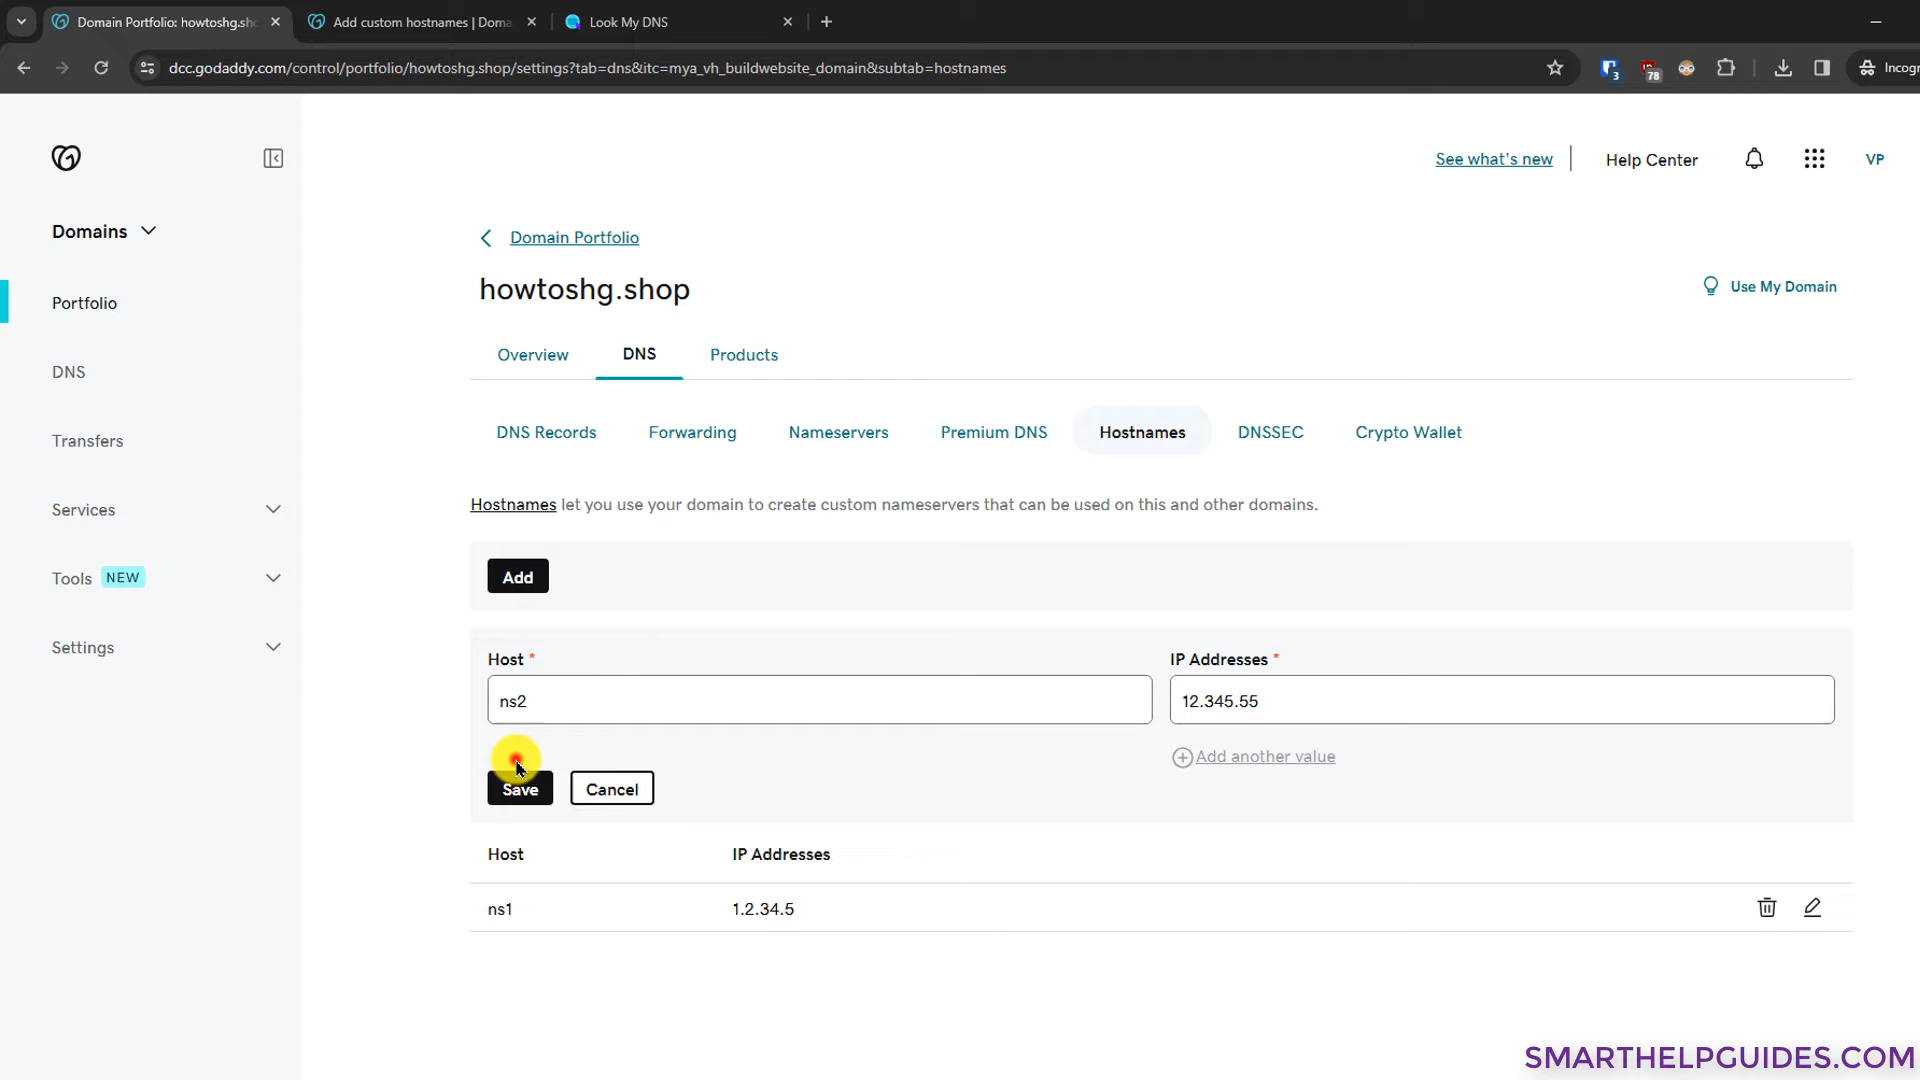 Domain Portfolio: howtoshg.sho
Add custom hostnames | Doma
Look My DNS
dcc.godaddy.com/control/portfolio/howtoshg.shop/settings?tab=dns&itc=mya_vh_buildwebsite_domain&subtab=hostnames
3
78
Incogn
See what's new
Help Center
VP
Domains
Portfolio
DNS
Transfers
Services
Tools NEW
Settings
Domain Portfolio
howtoshg.shop
Use My Domain
Overview DNS Products
DNS Records Forwarding Nameservers Premium DNS Hostnames DNSSEC Crypto Wallet
Hostnames let you use your domain to create custom nameservers that can be used on this and other domains.
Add
Host * IP Addresses *
ns2 12.345.55
Add another value
Save Cancel
Host IP Addresses
ns1 1.2.34.5
SMARTHELPGUIDES.COM